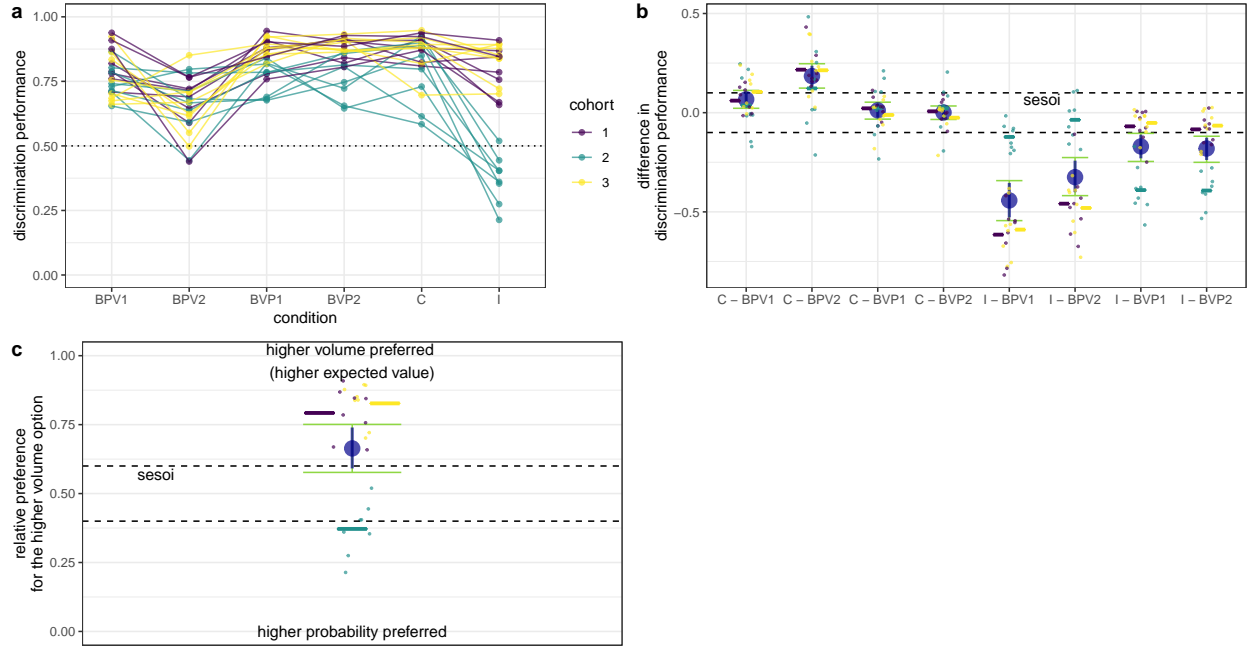 a
1.00
0.75
0.50
0.25
0.00
discrimination performance
BPV1 BPV2 BVP1 BVP2 C I
condition
cohort
1
2
3
b
0.5
0.0
−0.5
difference in
discrimination performance
sesoi
C − BPV1 C − BPV2 C − BVP1 C − BVP2 I − BPV1 I − BPV2 I − BVP1 I − BVP2
c
1.00
0.75
0.50
0.25
0.00
relative preference
for the higher volume option
higher volume preferred
(higher expected value)
sesoi
higher probability preferred